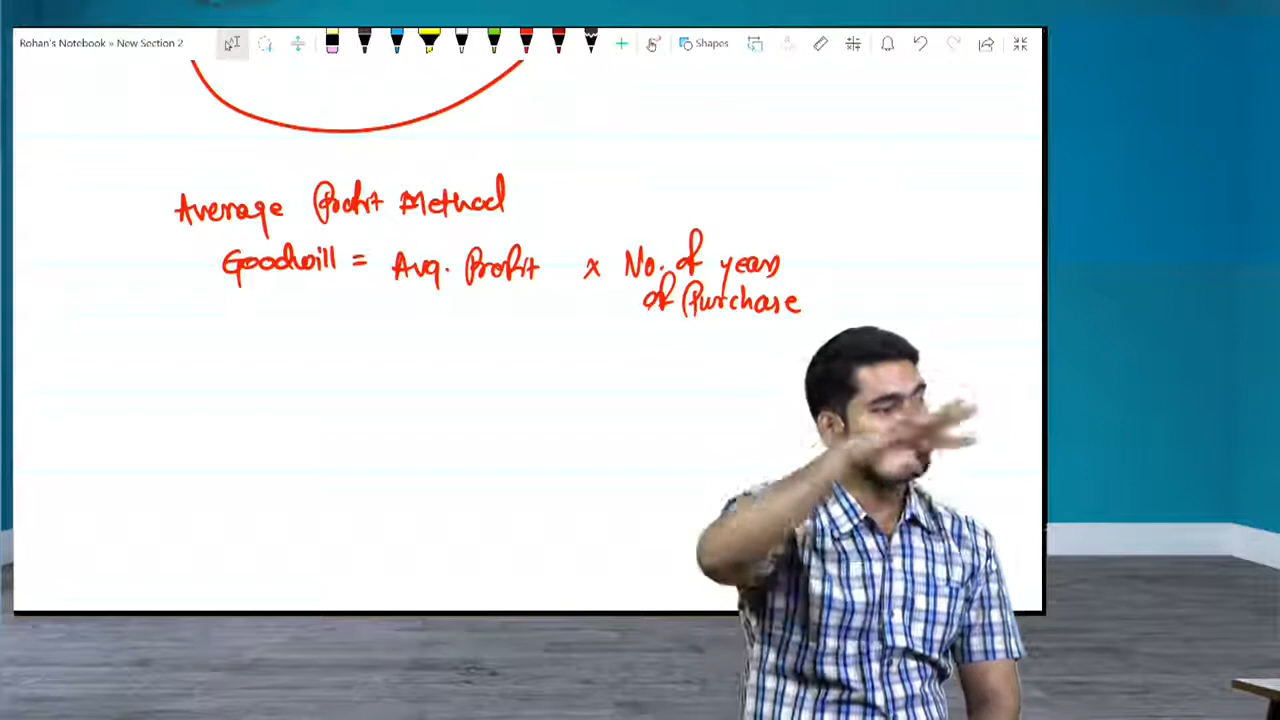 Rohan's Notebook » New Section 2
Shapes
Average Profit Method
Goodwill = Avg. Profit × No. of years
of Purchase